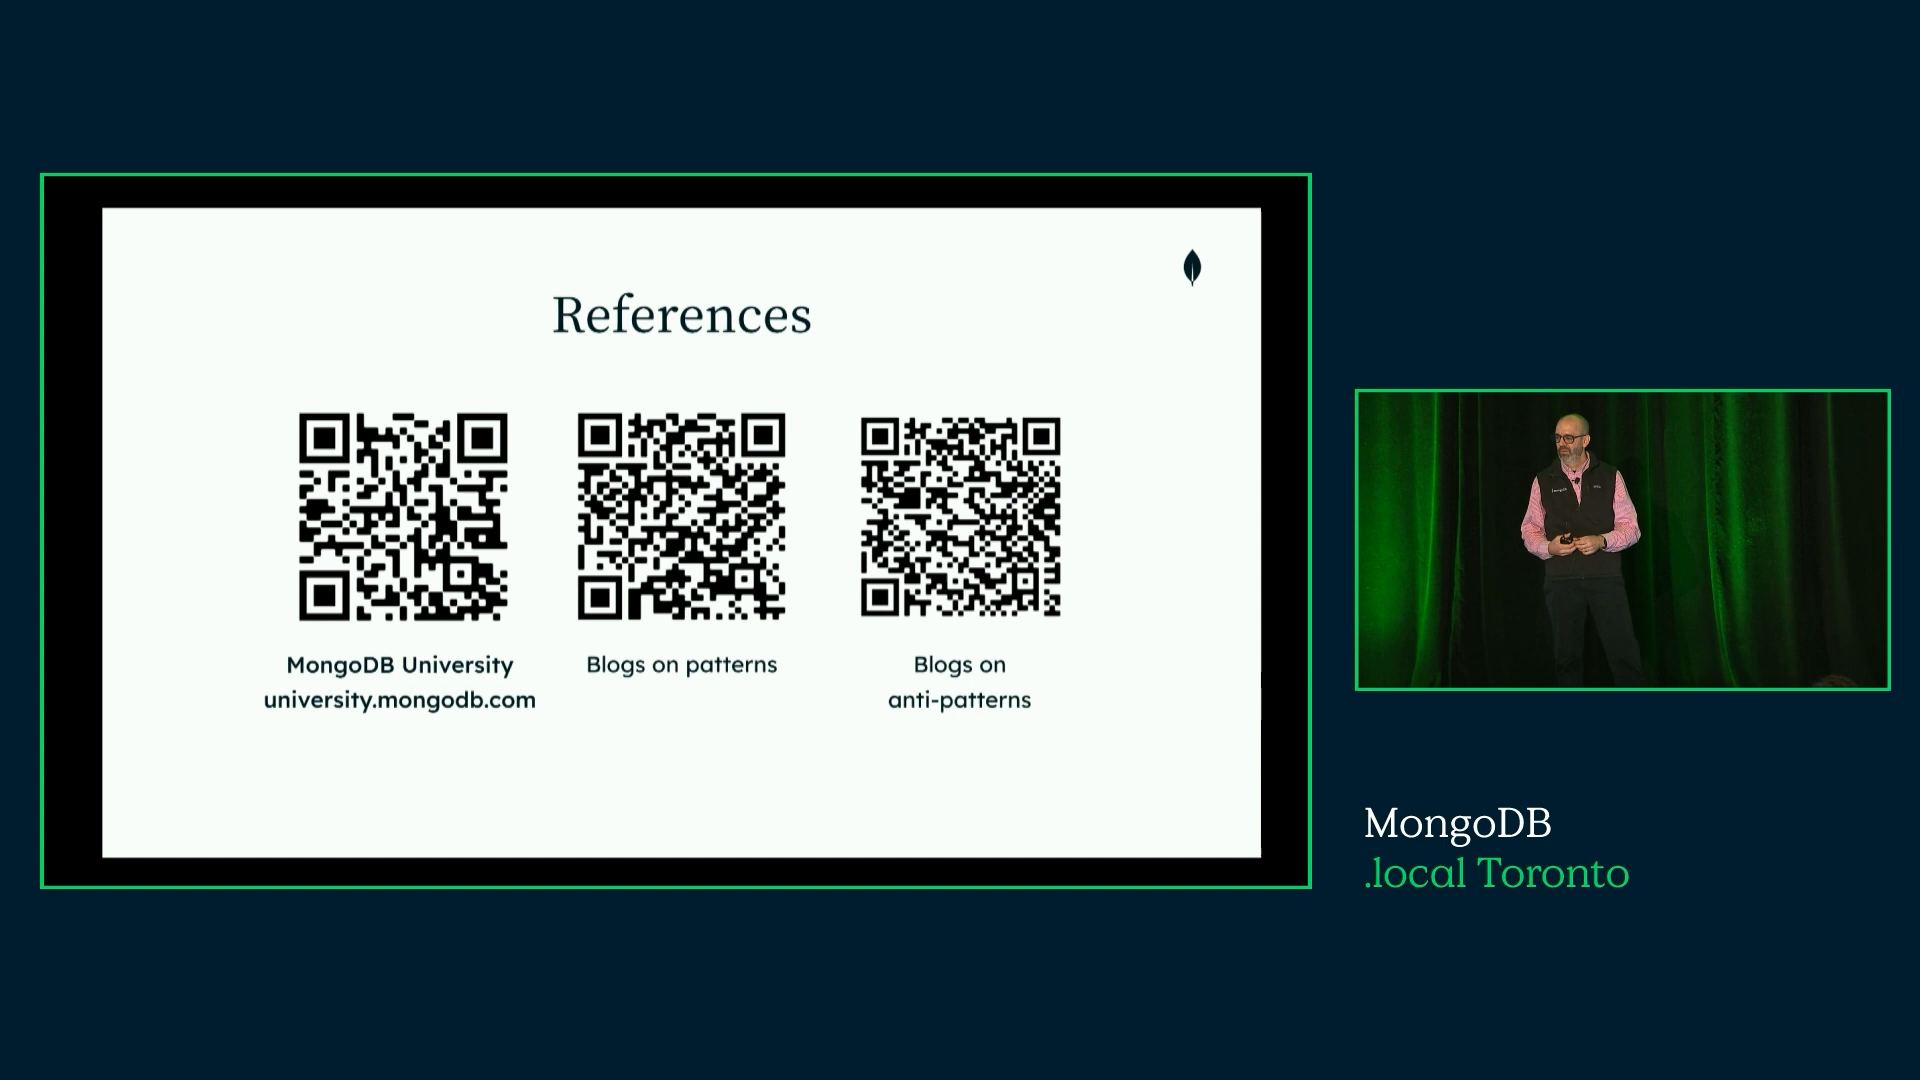 References
MongoDB University
university.mongodb.com
Blogs on patterns
Blogs on
anti-patterns
MongoDB
.local Toronto